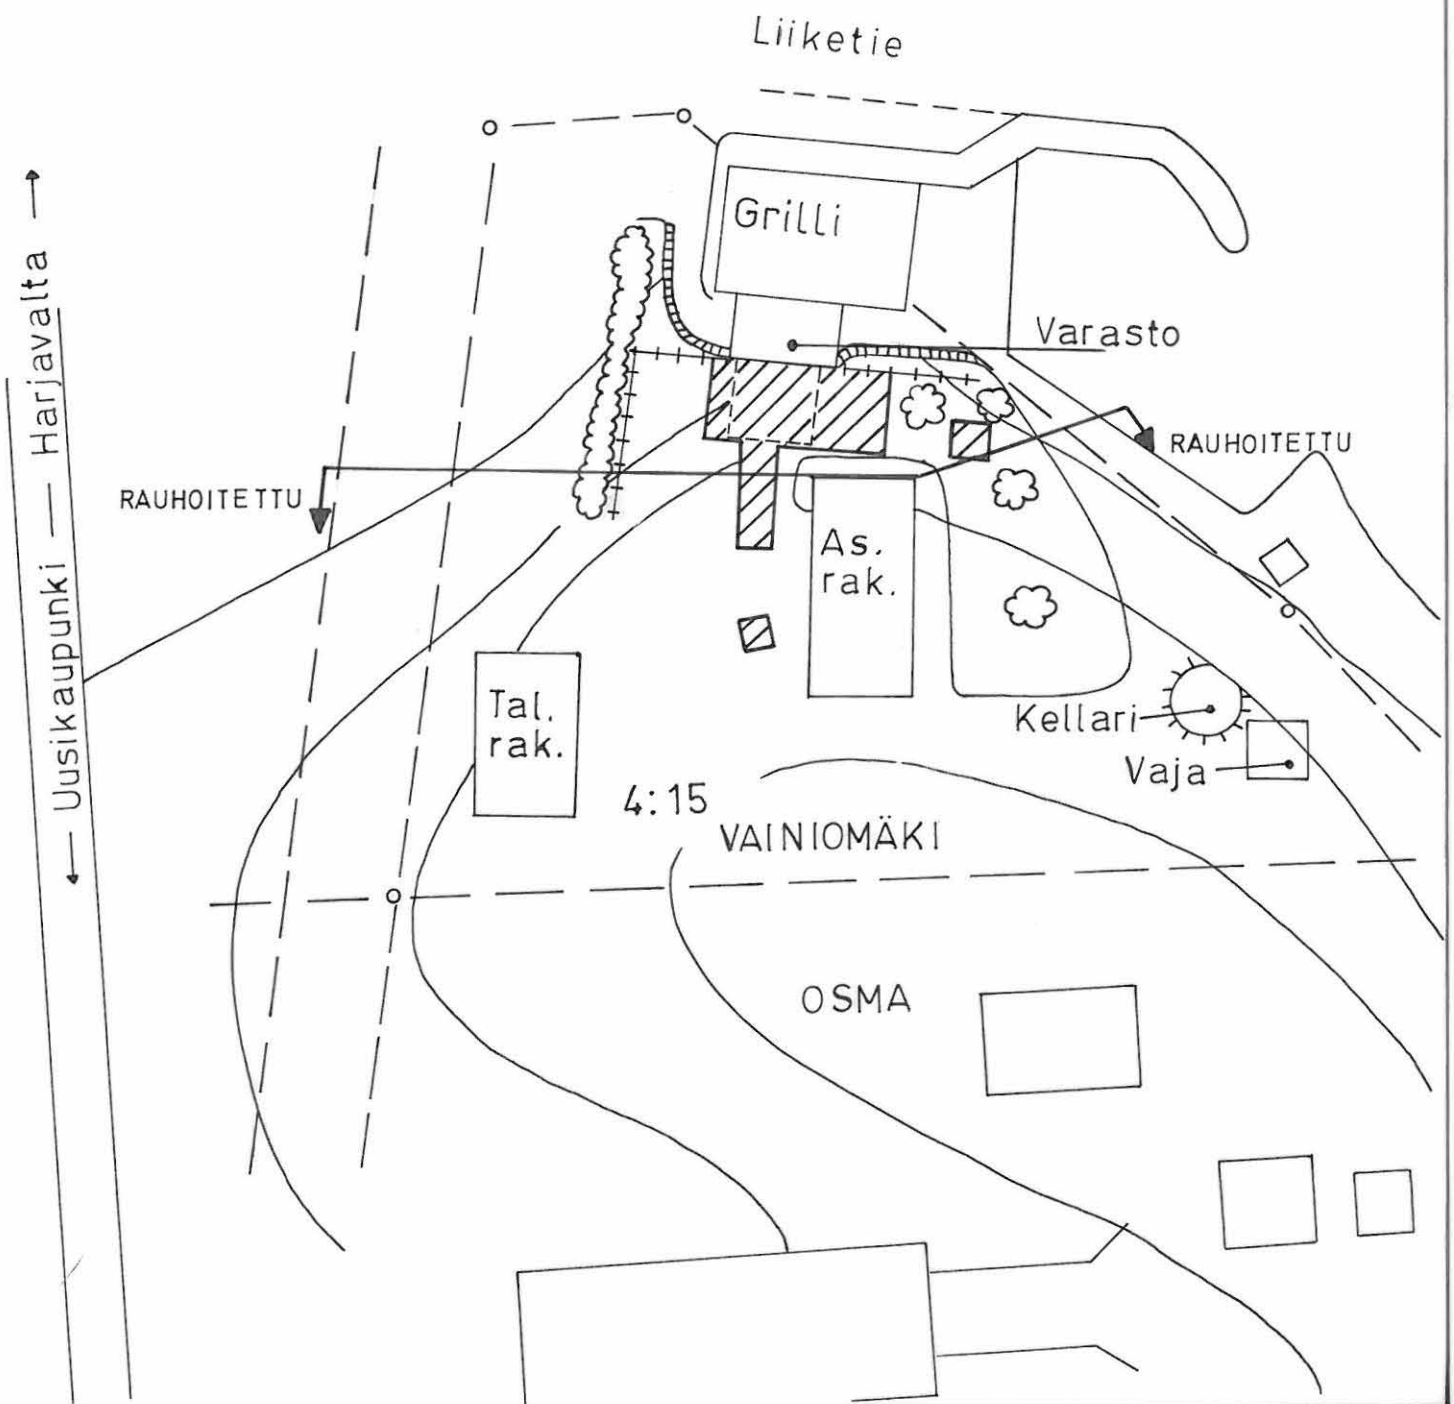 Liiketie
Grilli
Varasto
RAUHOITETTU
RAUHOITETTU
Uusikaupunki — Harjavalta
As.
rak.
Tal.
rak.
Kellari
Vaja
4:15
VAINIOMÄKI
OSMA